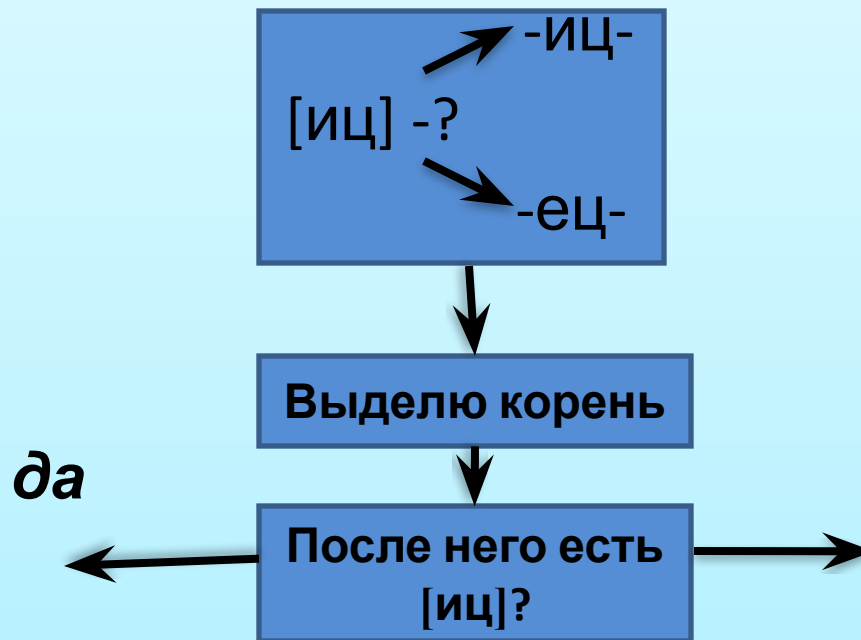 -иц-
[иц] -?
-ец-
Выделю корень
да
После него есть
[иц]?